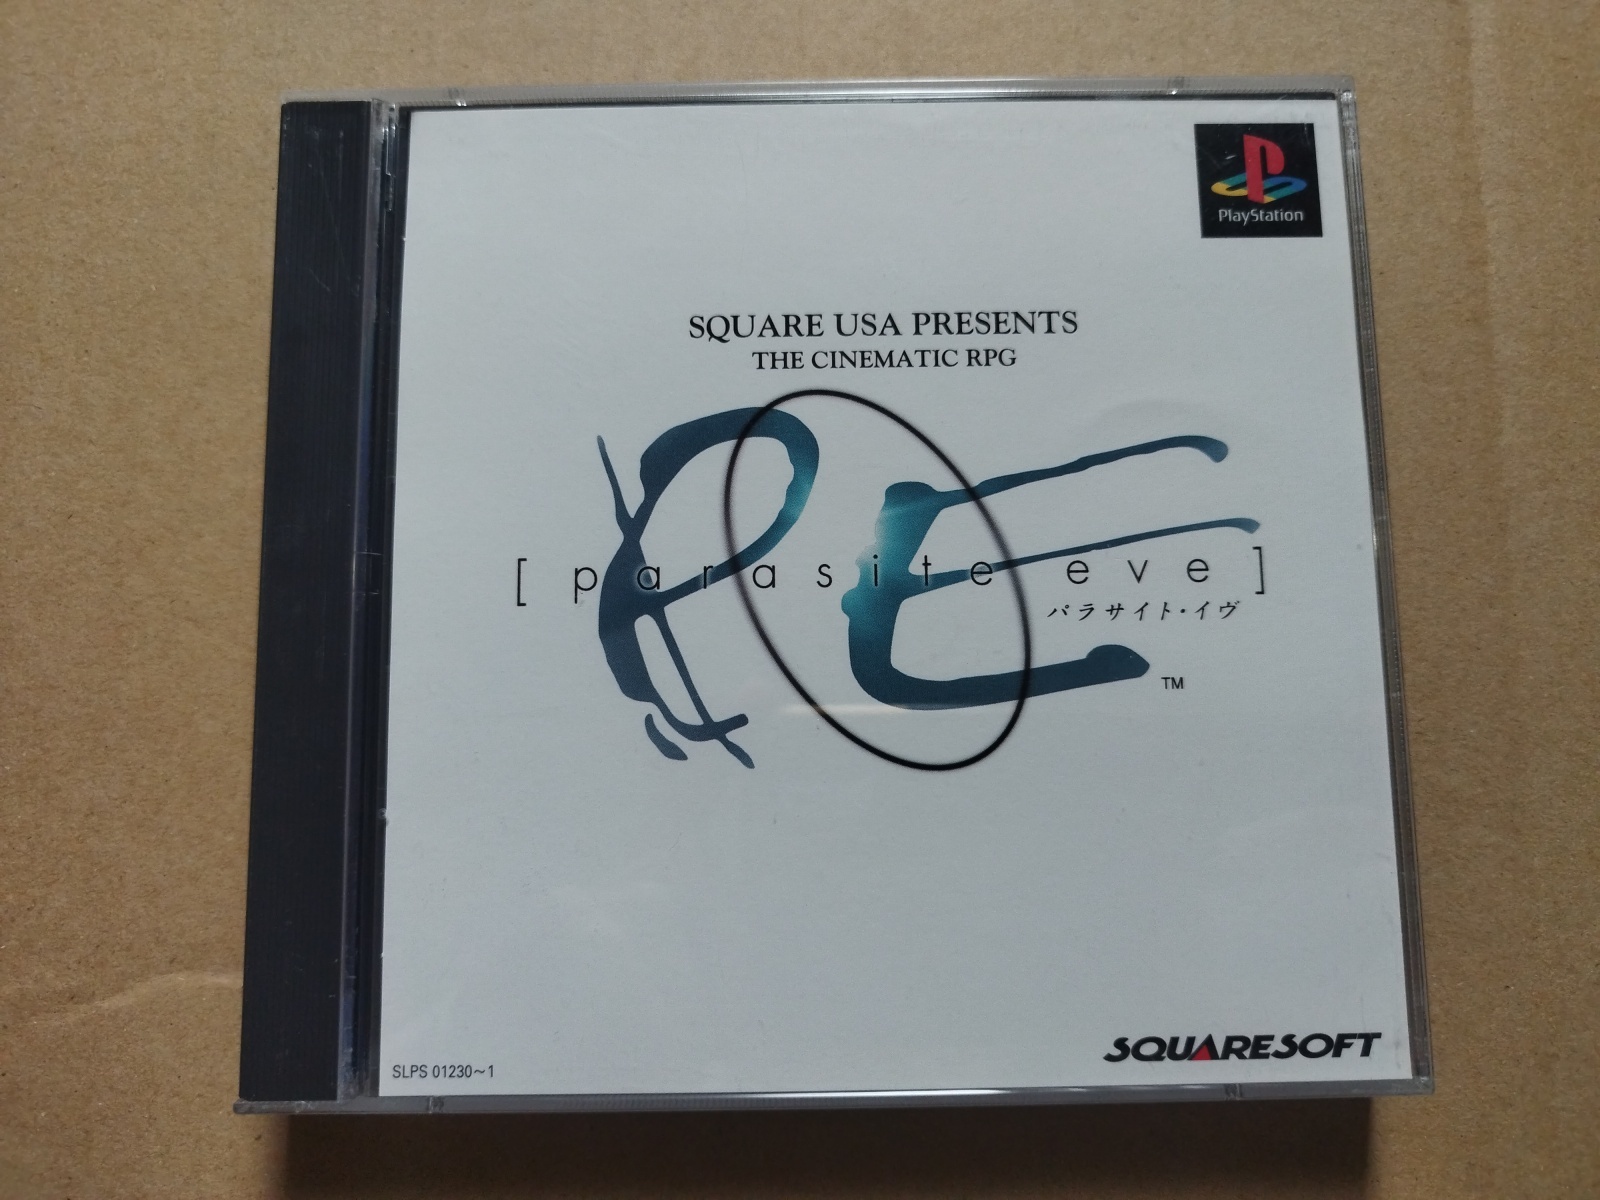 PlayStation
SQUARE USA PRESENTS
THE CINEMATIC RPG
PE
[ parasite eve ]
パラサイト・イヴ
TM
SQUARESOFT
SLPS 01230~1